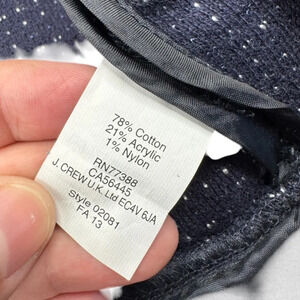 78% Cotton
21% Acrylic
1% Nylon
RN77388
CA56445
J. CREW U.K. Ltd EC4V 6JA
Style 02081
FA 13